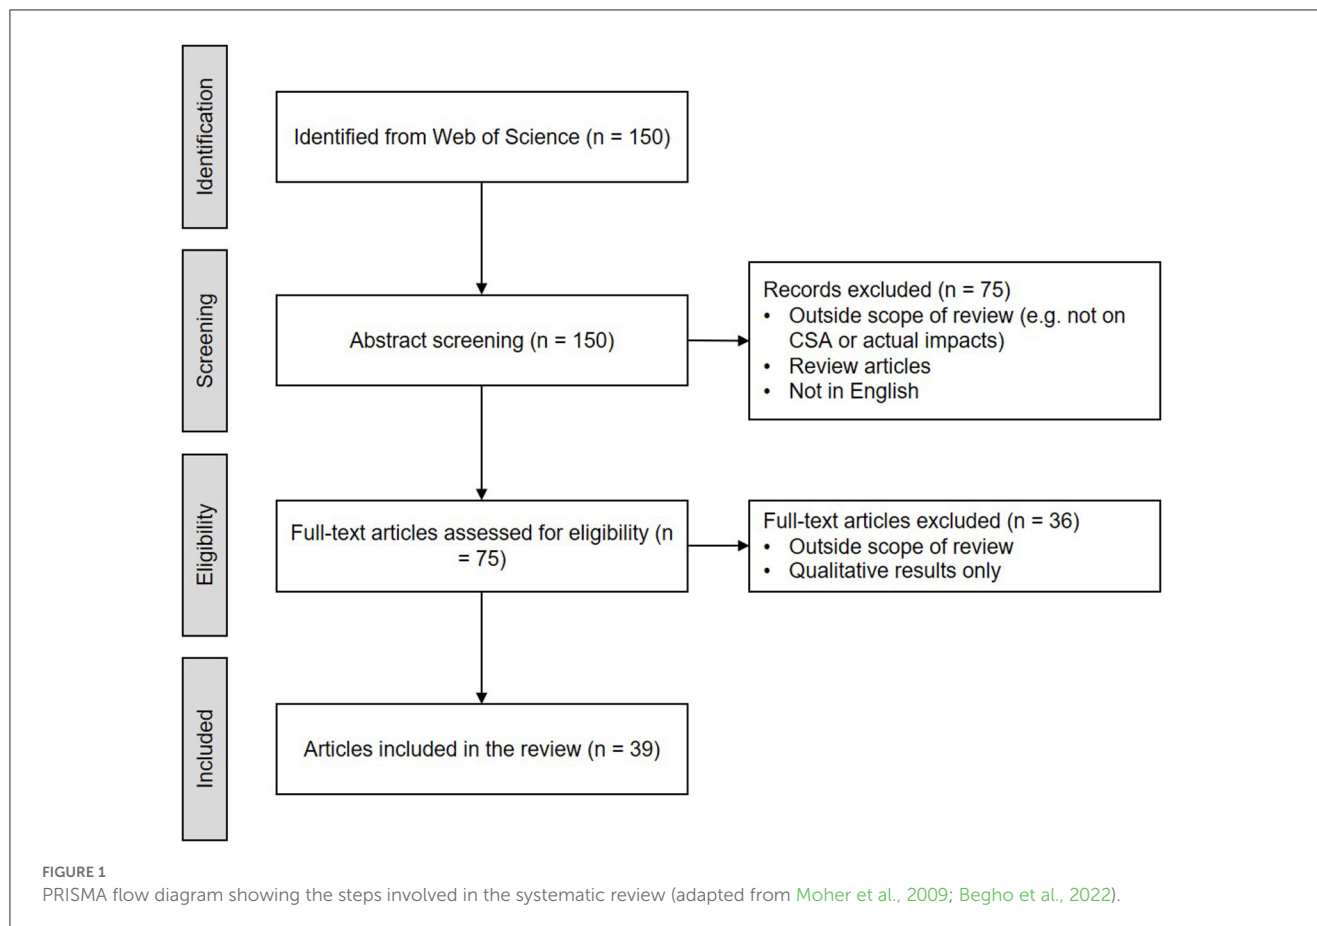 Identification
Identified from Web of Science (n = 150)
Screening
Abstract screening (n = 150)
Records excluded (n = 75)
• Outside scope of review (e.g. not on
CSA or actual impacts)
• Review articles
• Not in English
Eligibility
Full-text articles assessed for eligibility (n
= 75)
Full-text articles excluded (n = 36)
• Outside scope of review
• Qualitative results only
Included
Articles included in the review (n = 39)
FIGURE 1
PRISMA flow diagram showing the steps involved in the systematic review (adapted from Moher et al., 2009; Begho et al., 2022).